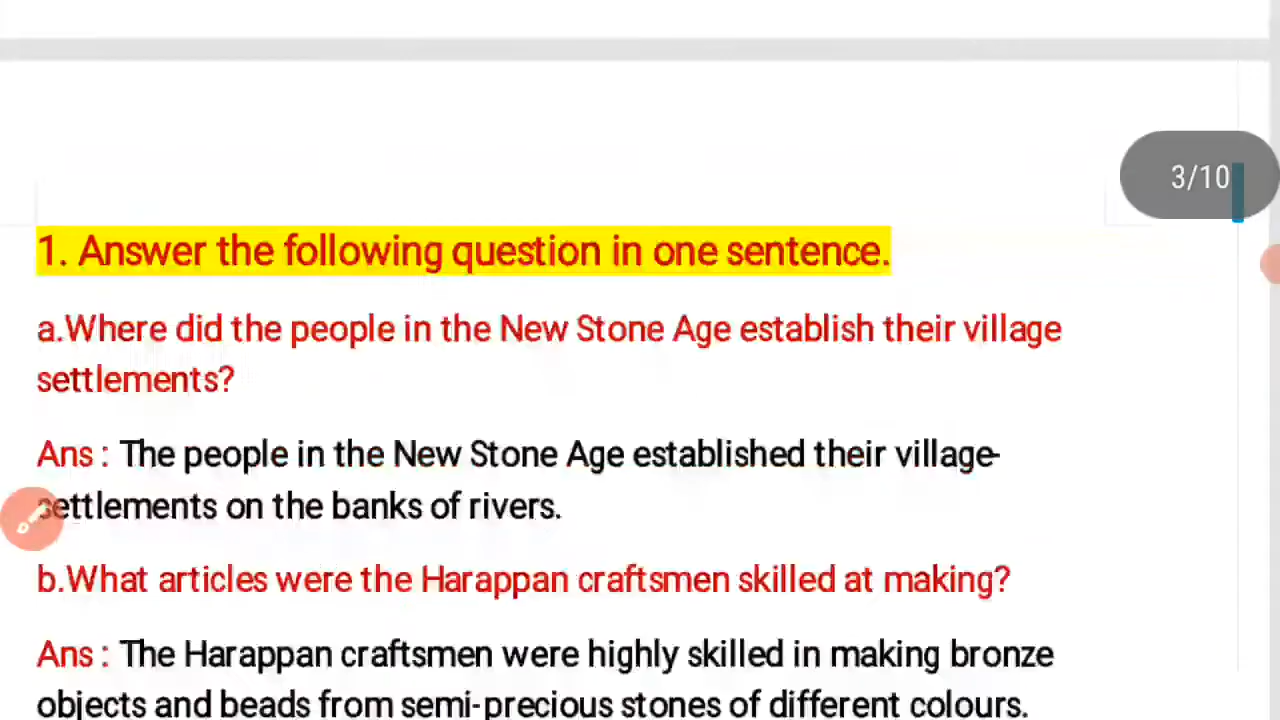 3/10
1. Answer the following question in one sentence.
a.Where did the people in the New Stone Age establish their village
settlements?
Ans : The people in the New Stone Age established their village-
settlements on the banks of rivers.
b.What articles were the Harappan craftsmen skilled at making?
Ans : The Harappan craftsmen were highly skilled in making bronze
objects and beads from semi-precious stones of different colours.